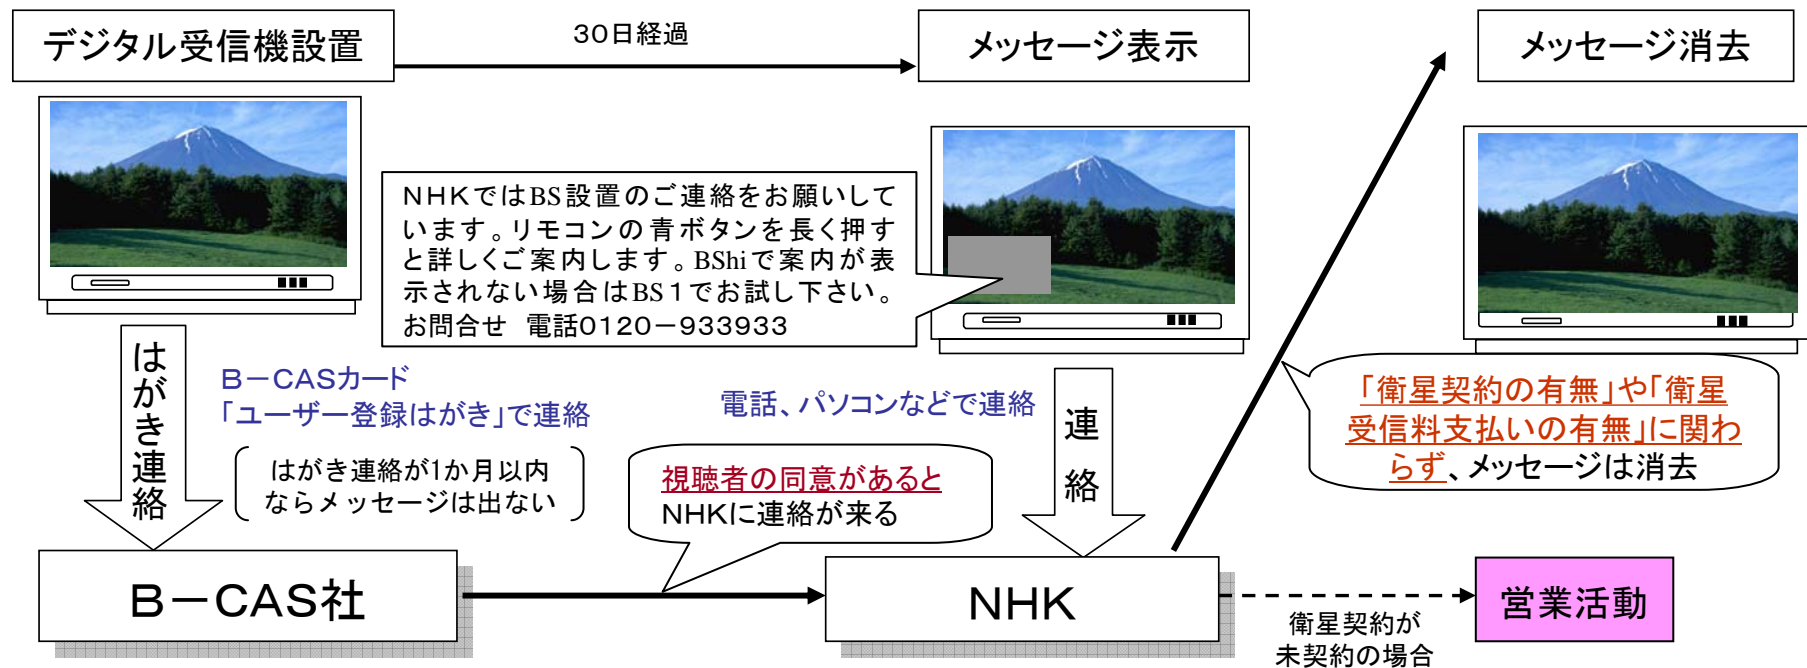 デジタル受信機設置
30日経過
メッセージ表示
メッセージ消去
NHKではBS設置のご連絡をお願いして
います。リモコンの青ボタンを長く押す
と詳しくご案内します。BShiで案内が表
示されない場合はBS1でお試し下さい。
お問合せ 電話0120-933933
はがき連絡
B-CASカード
「ユーザー登録はがき」で連絡
はがき連絡が1か月以内
ならメッセージは出ない
電話、パソコンなどで連絡
連絡
視聴者の同意があると
NHKに連絡が来る
「衛星契約の有無」や「衛星
受信料支払いの有無」に関わ
らず、メッセージは消去
B-CAS社
NHK
衛星契約が
未契約の場合
営業活動